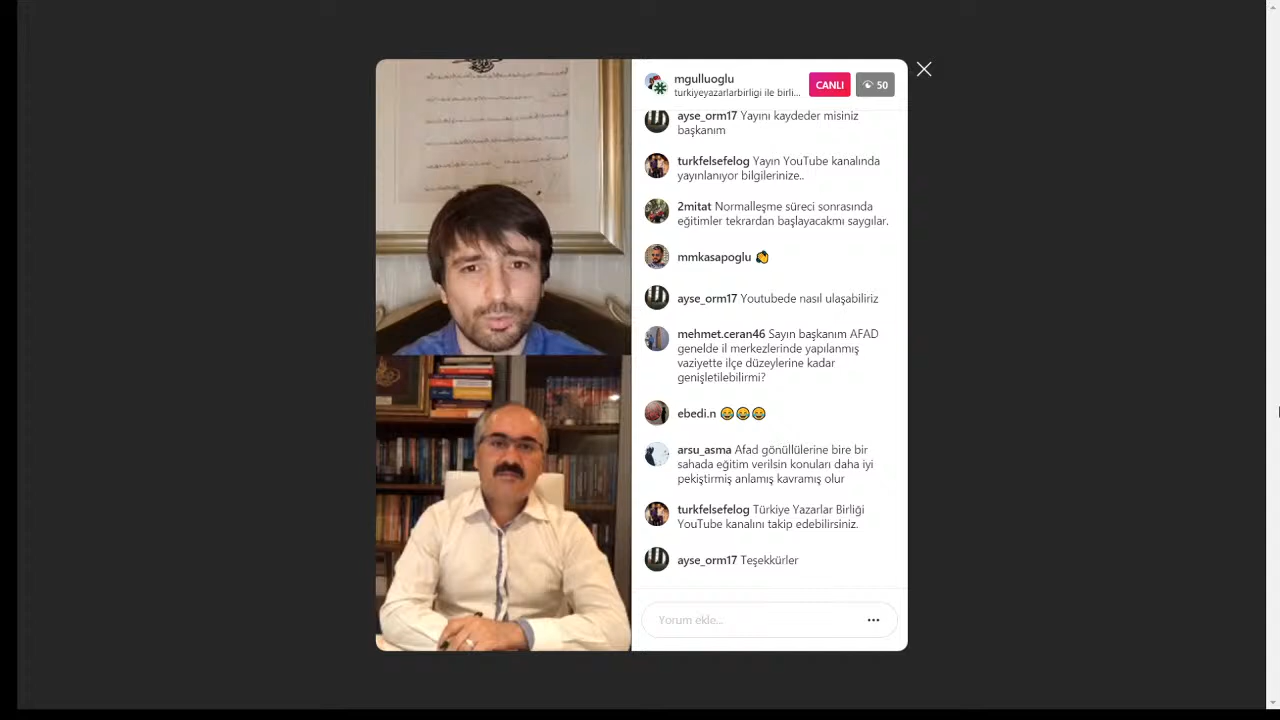 mgulluoglu
turkiyeyazarlarbirligi ile birli...
CANLI
50
ayse_orm17 Yayını kaydeder misiniz
başkanım
turkfelsefelog Yayın YouTube kanalında
yayınlanıyor bilgilerinize..
2mitat Normalleşme süreci sonrasında
eğitimler tekrardan başlayacakmı saygılar.
mmkasapoglu 👏
ayse_orm17 Youtubede nasıl ulaşabiliriz
mehmet.ceran46 Sayın başkanım AFAD
genelde il merkezlerinde yapılanmış
vaziyette ilçe düzeylerine kadar
genişletilebilirmi?
ebedi.n 😂😂😂
arsu_asma Afad gönüllülerine bire bir
sahada eğitim verilsin konuları daha iyi
pekiştirmiş anlamış kavramış olur
turkfelsefelog Türkiye Yazarlar Birliği
YouTube kanalını takip edebilirsiniz.
ayse_orm17 Teşekkürler
Yorum ekle...